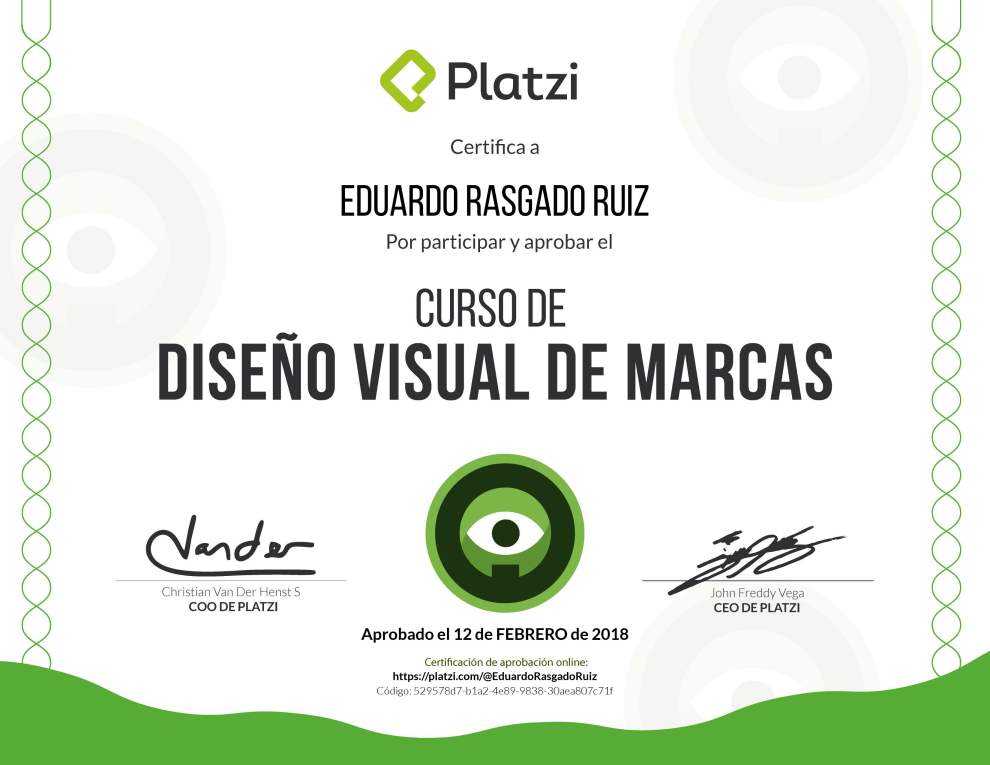 Platzi
Certifica a
EDUARDO RASGADO RUIZ
Por participar y aprobar el
CURSO DE
DISEÑO VISUAL DE MARCAS
Vander
Christian Van Der Henst S
COO DE PLATZI
John Freddy Vega
CEO DE PLATZI
Aprobado el 12 de FEBRERO de 2018
Certificación de aprobación online:
https://platzi.com/@EduardoRasgadoRuiz
Código: 529578d7-b1a2-4e89-9838-30aea807c71f